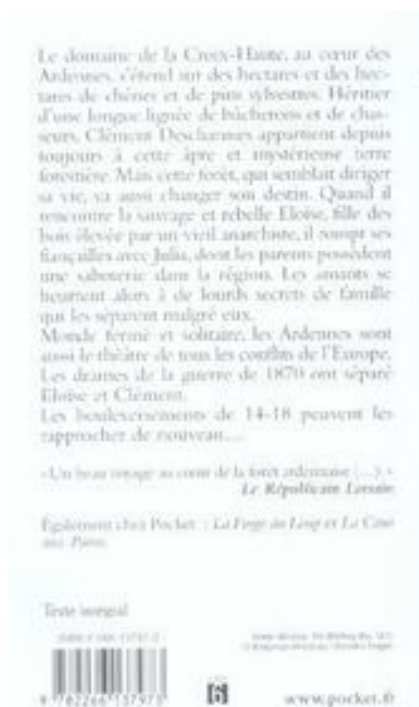 Le domaine de la Croix-Haute, au cœur des
Ardennes, s'étend sur des hectares et des hec-
tares de chênes et de pins sylvestres. Héritier
d'une longue lignée de bûcherons et de chas-
seurs, Clément Deschammes appartient depuis
toujours à cette âpre et mystérieuse terre
forestière. Mais cette forêt, qui semblait diriger
sa vie, va aussi changer son destin. Quand il
rencontre la sauvage et rebelle Eloïse, fille des
bois élevée par un vieil anarchiste, il rompt ses
fiançailles avec Julia, dont les parents possèdent
une saboterie dans la région. Les amants se
heurtent alors à de lourds secrets de famille
qui les séparent malgré eux.
Monde fermé et solitaire, les Ardennes sont
aussi le théâtre de tous les conflits de l'Europe.
Les drames de la guerre de 1870 ont séparé
Eloïse et Clément.
Les bouleversements de 14-18 peuvent les
rapprocher de nouveau...
« Un beau voyage au cœur de la forêt ardennaise (...). »
Le Républicain Lorrain
Également chez Pocket : La Forge au Loup et La Cour
aux Paons.
Texte intégral
9 782266 137973
www.pocket.fr